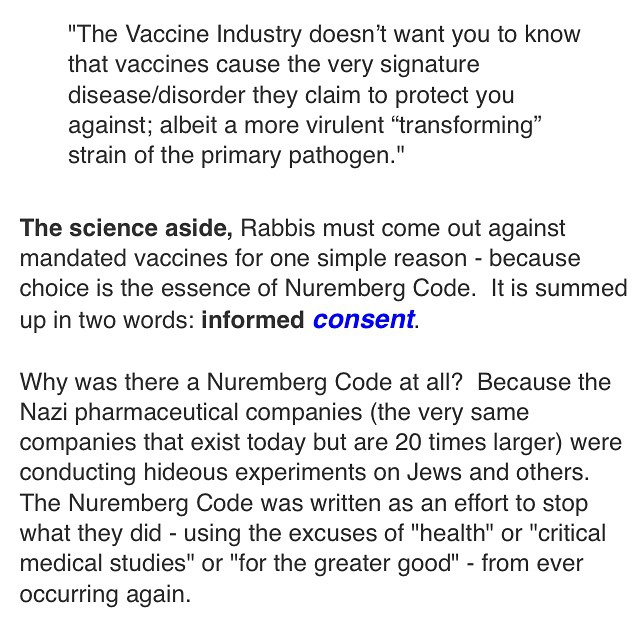 "The Vaccine Industry doesn’t want you to know
that vaccines cause the very signature
disease/disorder they claim to protect you
against; albeit a more virulent “transforming”
strain of the primary pathogen."
The science aside, Rabbis must come out against
mandated vaccines for one simple reason - because
choice is the essence of Nuremberg Code.  It is summed
up in two words: informed consent.
Why was there a Nuremberg Code at all?  Because the
Nazi pharmaceutical companies (the very same
companies that exist today but are 20 times larger) were
conducting hideous experiments on Jews and others.
The Nuremberg Code was written as an effort to stop
what they did - using the excuses of "health" or "critical
medical studies" or "for the greater good" - from ever
occurring again.